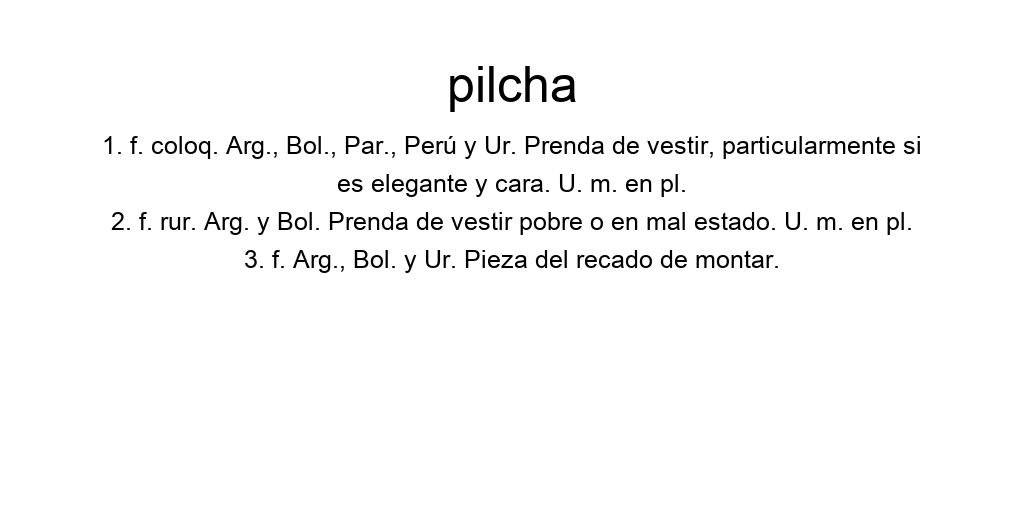 pilcha
1. f. coloq. Arg., Bol., Par., Perú y Ur. Prenda de vestir, particularmente si
es elegante y cara. U. m. en pl.
2. f. rur. Arg. y Bol. Prenda de vestir pobre o en mal estado. U. m. en pl.
3. f. Arg., Bol. y Ur. Pieza del recado de montar.